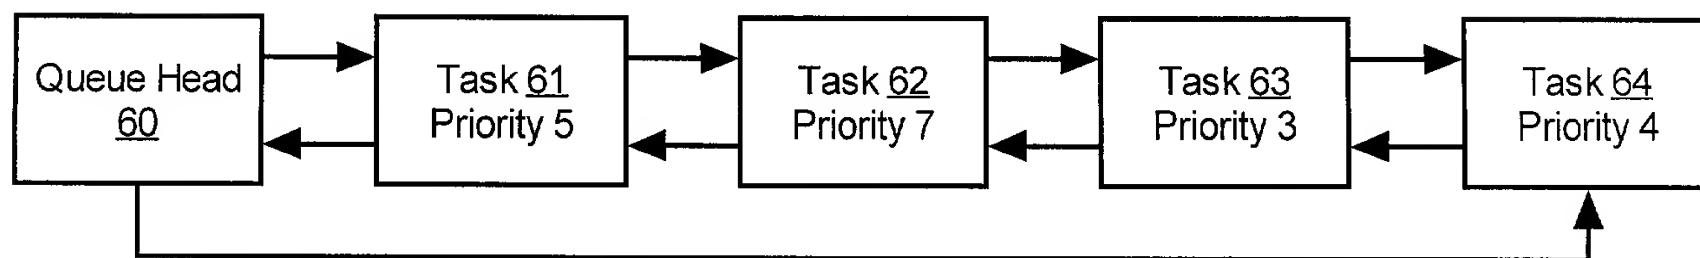 Queue Head
60
Task 61
Priority 5
Task 62
Priority 7
Task 63
Priority 3
Task 64
Priority 4